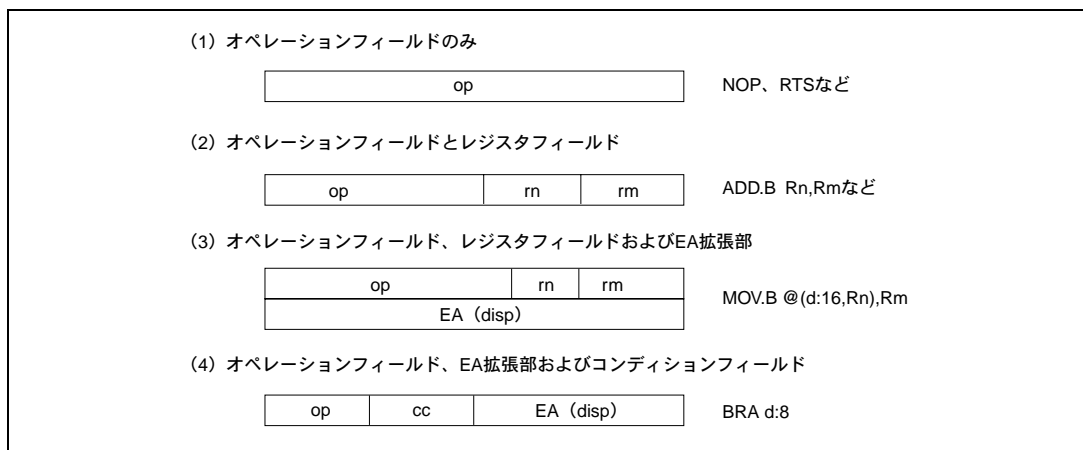 (1) オペレーションフィールドのみ
op
NOP、RTSなど
(2) オペレーションフィールドとレジスタフィールド
op rn rm
ADD.B Rn,Rmなど
(3) オペレーションフィールド、レジスタフィールドおよびEA拡張部
op rn rm
EA（disp）
MOV.B @(d:16,Rn),Rm
(4) オペレーションフィールド、EA拡張部およびコンディションフィールド
op cc EA（disp）
BRA d:8